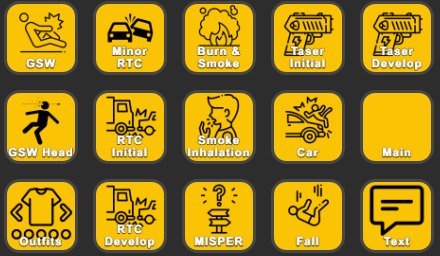 GSW
Minor
RTC
Burn &
Smoke
Taser
Initial
Taser
Develop
GSW Head
RTC
Initial
Smoke
Inhalation
Car
Main
Outfits
RTC
Develop
MISPER
Fall
Text